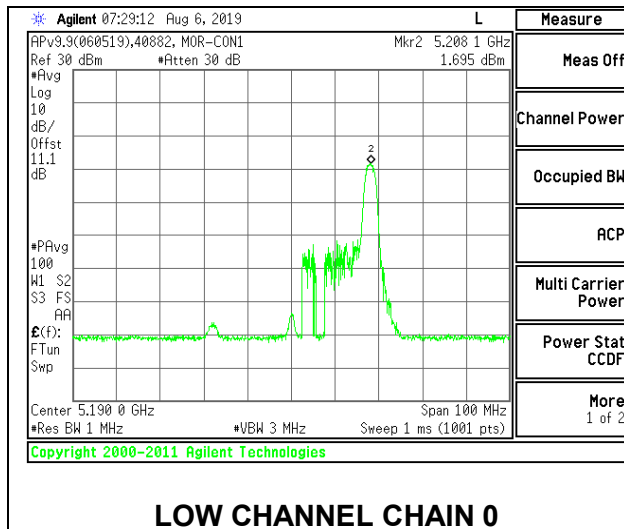 Agilent 07:29:12 Aug 6, 2019 L Measure
APv9.9(060519),40882, MOR-CON1 Mkr2 5.208 1 GHz
Ref 30 dBm #Atten 30 dB 1.695 dBm
#Avg
Log
10
dB/
Offst
11.1
dB
2
#PAvg
100
W1 S2
S3 FS
AA
£(f):
FTun
Swp
Center 5.190 0 GHz Span 100 MHz
#Res BW 1 MHz #VBW 3 MHz Sweep 1 ms (1001 pts)
Copyright 2000-2011 Agilent Technologies
Meas Off
Channel Power
Occupied BW
ACP
Multi Carrier
Power
Power Stat
CCDF
More
1 of 2
LOW CHANNEL CHAIN 0